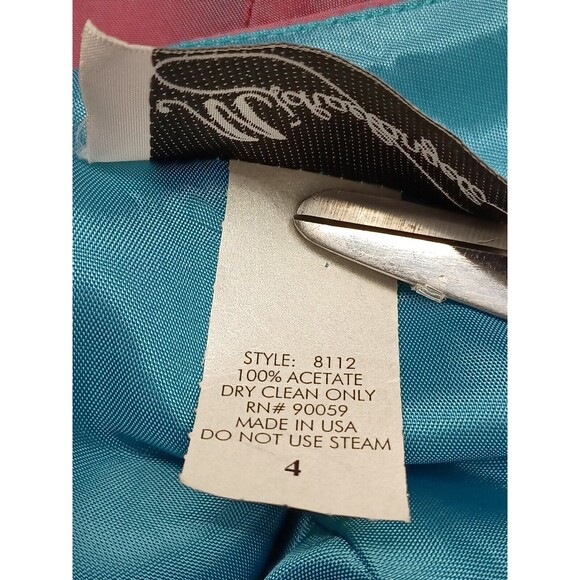 STYLE: 8112
100% ACETATE
DRY CLEAN ONLY
RN# 90059
MADE IN USA
DO NOT USE STEAM
4